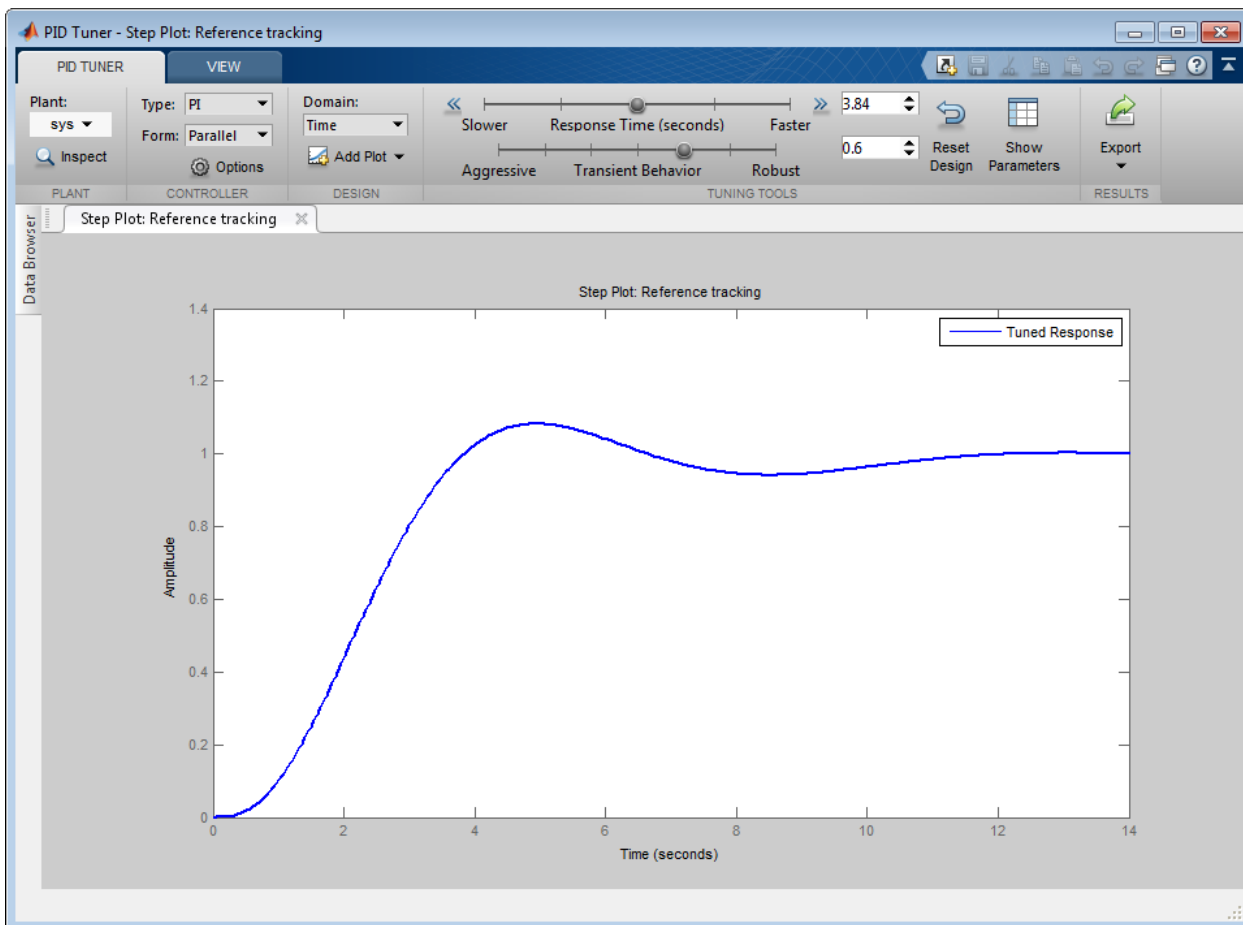 PID Tuner - Step Plot: Reference tracking
PID TUNER VIEW
Plant: Type: PI Domain: 3.84
sys Slower Response Time (seconds) Faster
Form: Parallel Time
Inspect Options Add Plot Aggressive Transient Behavior Robust 0.6 Reset Design Show Parameters Export
PLANT CONTROLLER DESIGN TUNING TOOLS RESULTS
Data Browser
Step Plot: Reference tracking
Step Plot: Reference tracking
Tuned Response
1.4
1.2
1
0.8
0.6
0.4
0.2
0
Amplitude
0 2 4 6 8 10 12 14
Time (seconds)